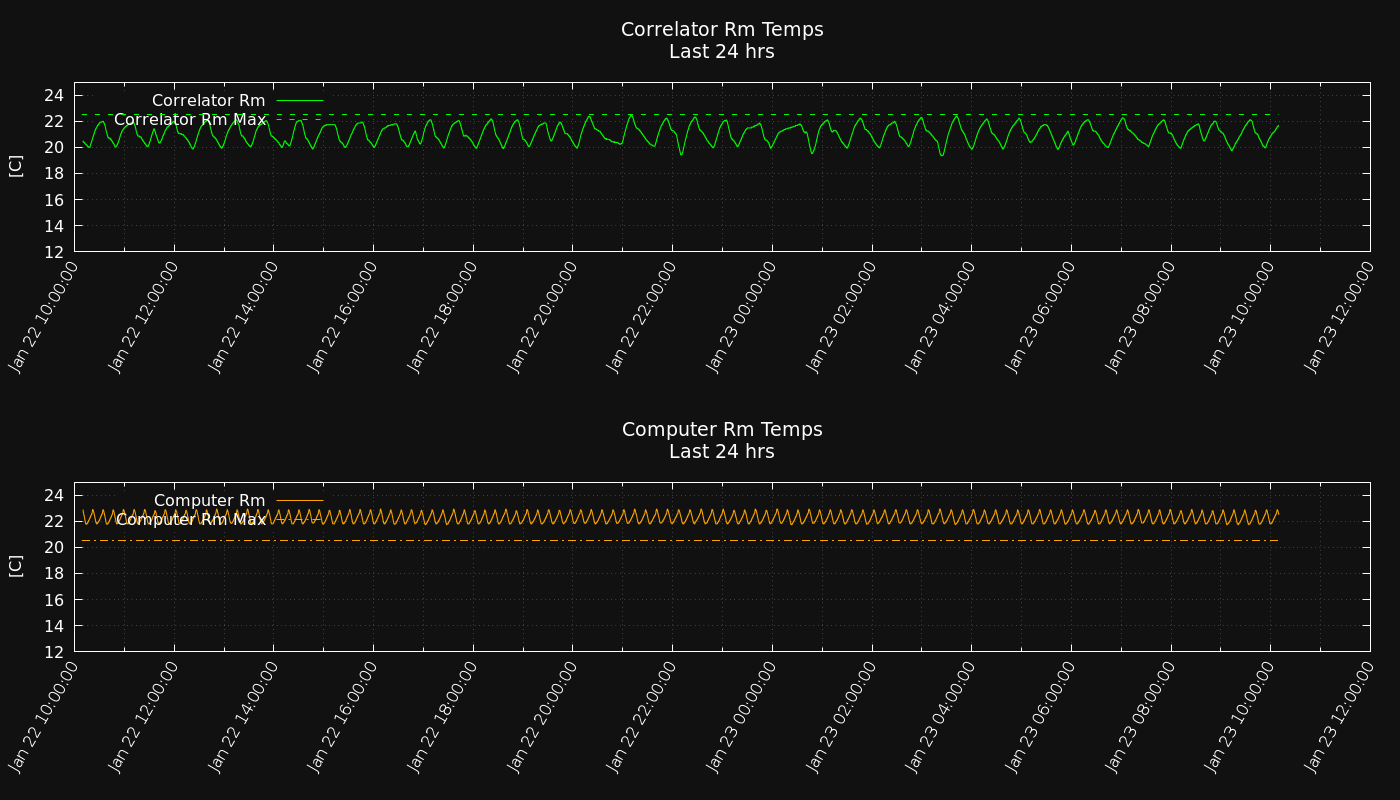 Correlator Rm Temps
Last 24 hrs
Correlator Rm
Correlator Rm Max
[C]
24
22
20
18
16
14
12
Jan 22 10:00:00
Jan 22 12:00:00
Jan 22 14:00:00
Jan 22 16:00:00
Jan 22 18:00:00
Jan 22 20:00:00
Jan 22 22:00:00
Jan 23 00:00:00
Jan 23 02:00:00
Jan 23 04:00:00
Jan 23 06:00:00
Jan 23 08:00:00
Jan 23 10:00:00
Jan 23 12:00:00
Computer Rm Temps
Last 24 hrs
Computer Rm
Computer Rm Max
[C]
24
22
20
18
16
14
12
Jan 22 10:00:00
Jan 22 12:00:00
Jan 22 14:00:00
Jan 22 16:00:00
Jan 22 18:00:00
Jan 22 20:00:00
Jan 22 22:00:00
Jan 23 00:00:00
Jan 23 02:00:00
Jan 23 04:00:00
Jan 23 06:00:00
Jan 23 08:00:00
Jan 23 10:00:00
Jan 23 12:00:00